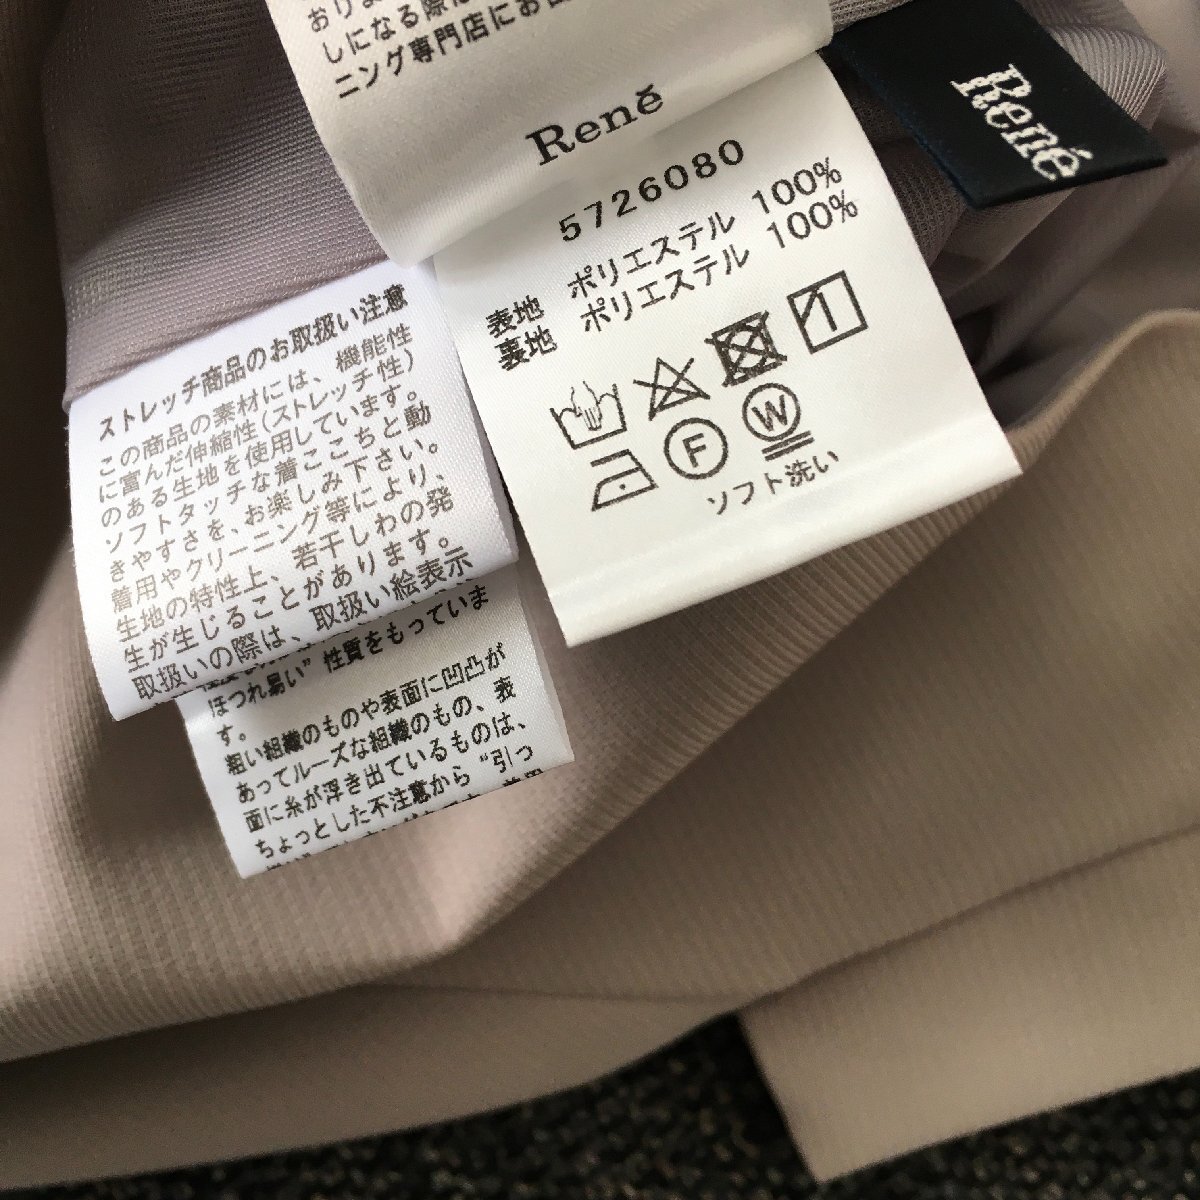 しになる際は
ニング専門店にお
René
5726080
表地 ポリエステル 100%
裏地 ポリエステル 100%
F
W
ソフト洗い
René
ストレッチ商品のお取扱い注意
この商品の素材には、機能性
に富んだ伸縮性(ストレッチ性)
のある生地を使用しています。
ソフトタッチな着ここちと動
きやすさを、お楽しみ下さい。
着用やクリーニング等により、
生地の特性上、若干しわの発
生が生じることがあります。
取扱いの際は、取扱い絵表示
ほつれ易い”性質をもっていま
す。
粗い組織のものや表面に凹凸が
あってルーズな組織のもの、表
面に糸が浮き出ているものは、
ちょっとした不注意から“引っ